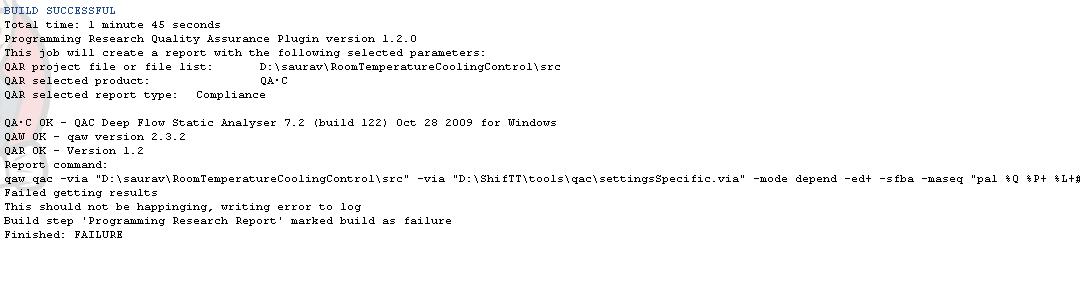 BUILD SUCCESSFUL
Total time: 1 minute 45 seconds
Programming Research Quality Assurance Plugin version 1.2.0
This job will create a report with the following selected parameters:
QAR project file or file list: D:\saurav\RoomTemperatureCoolingControl\src
QAR selected product: QA·C
QAR selected report type: Compliance
QA·C OK - QAC Deep Flow Static Analyser 7.2 (build 122) Oct 28 2009 for Windows
QAW OK - qaw version 2.3.2
QAR OK - Version 1.2
Report command:
qaw qac -via "D:\saurav\RoomTemperatureCoolingControl\src" -via "D:\ShifTT\tools\qac\settingsSpecific.via" -mode depend -ed+ -sfba -maseq "pal %Q %P+ %L+#
Failed getting results
This should not be happinging, writing error to log
Build step 'Programming Research Report' marked build as failure
Finished: FAILURE